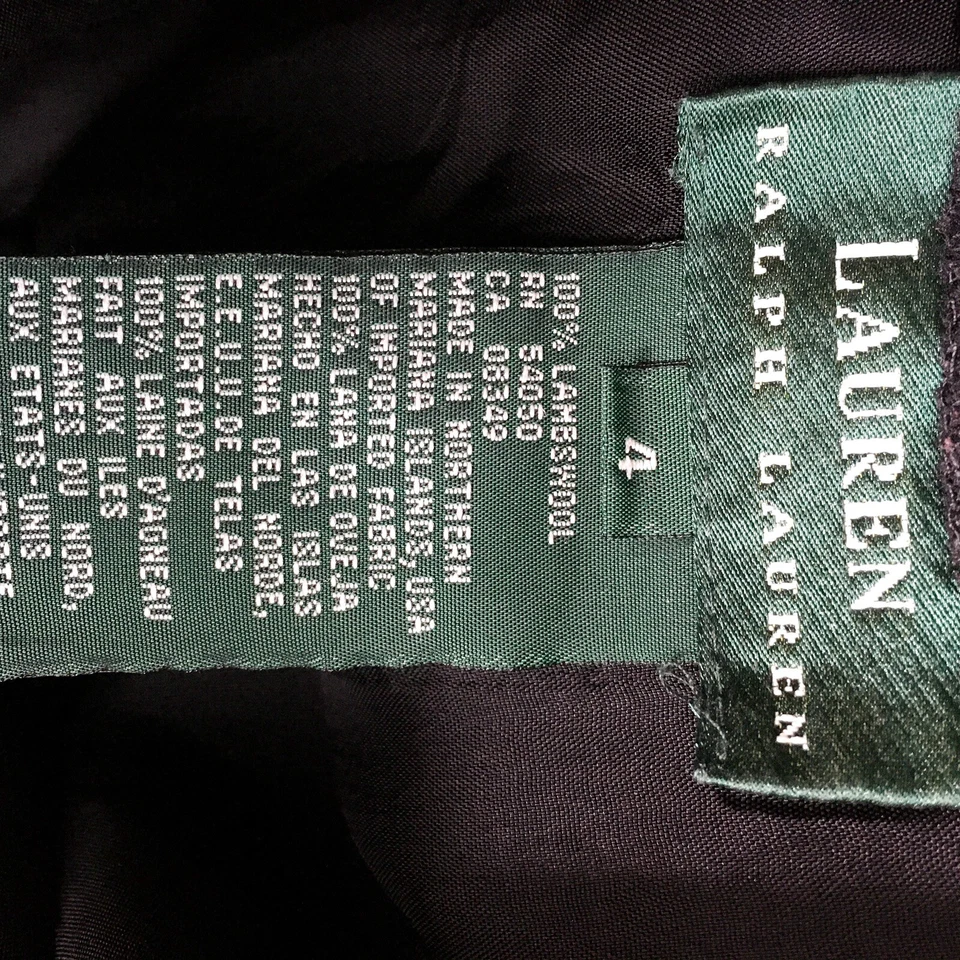 LAUREN
RALPH LAUREN
4
100% LAMBSWOOL
RN 54050
CA 08349
MADE IN NORTHERN
MARIANA ISLANDS, USA
OF IMPORTED FABRIC
100% LANA DE OVEJA
HECHO EN LAS ISLAS
MARIANA DEL NORDE,
E.E.U.U.DE TELAS
IMPORTADAS
100% LAINE D'AGNEAU
FAIT AUX ILES
MARIANES DU NORD,
AUX ETATS-UNIS